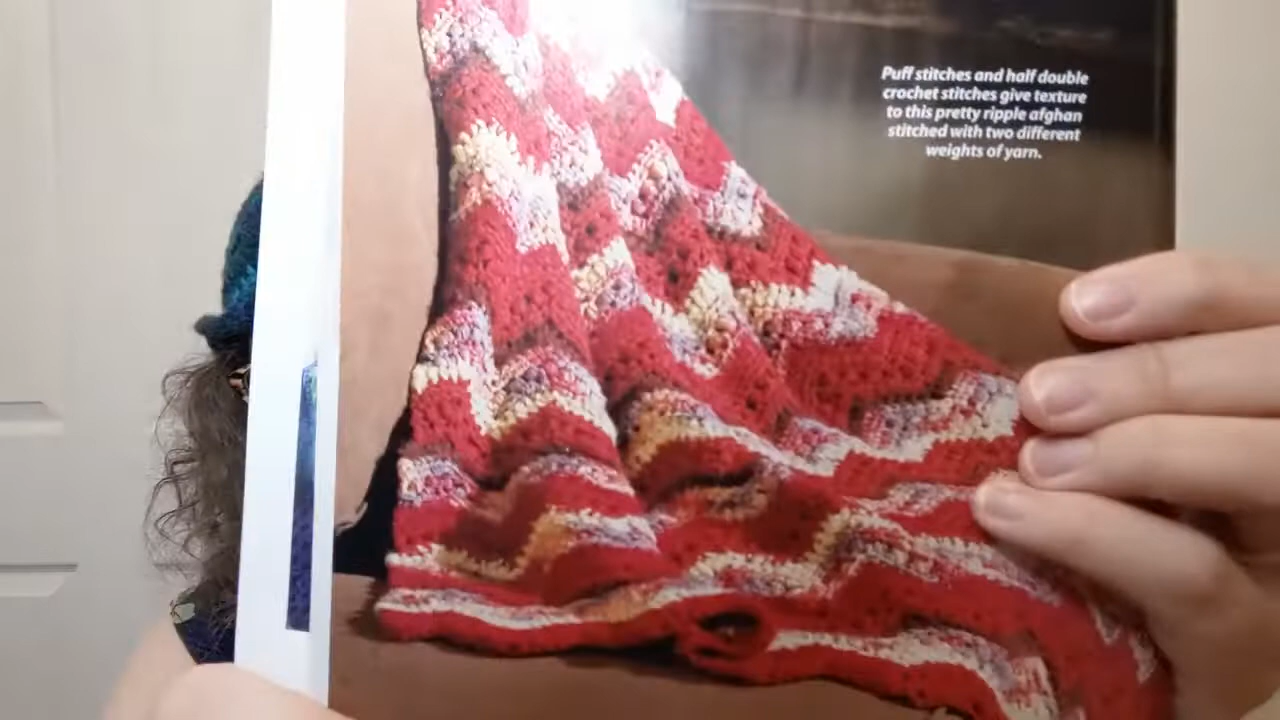 Puff stitches and half double
crochet stitches give texture
to this pretty ripple afghan
stitched with two different
weights of yarn.